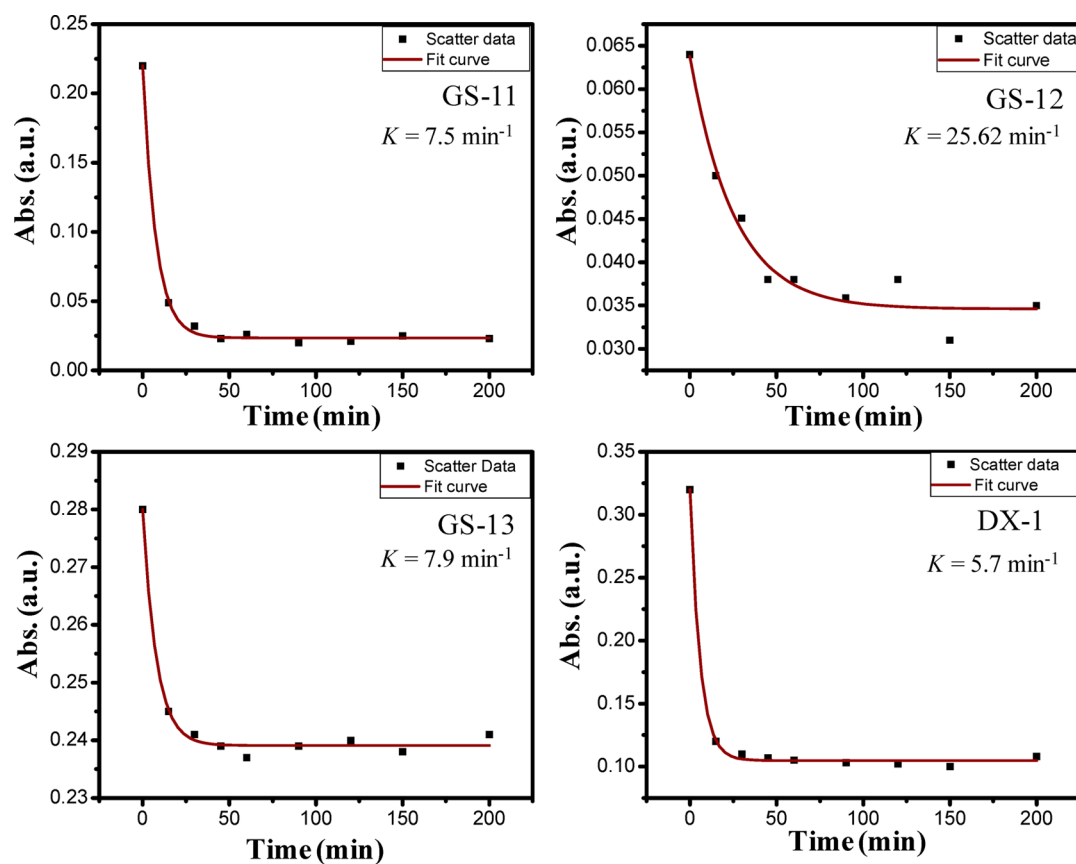 Scatter data
Fit curve
GS-11
K = 7.5 min⁻¹
0.25
0.20
0.15
0.10
0.05
0.00
Abs. (a.u.)
0 50 100 150 200
Time (min)
Scatter data
Fit curve
GS-12
K = 25.62 min⁻¹
0.065
0.060
0.055
0.050
0.045
0.040
0.035
0.030
Abs. (a.u.)
0 50 100 150 200
Time (min)
Scatter Data
Fit curve
GS-13
K = 7.9 min⁻¹
0.29
0.28
0.27
0.26
0.25
0.24
0.23
Abs. (a.u.)
0 50 100 150 200
Time (min)
Scatter data
Fit curve
DX-1
K = 5.7 min⁻¹
0.35
0.30
0.25
0.20
0.15
0.10
Abs. (a.u.)
0 50 100 150 200
Time (min)